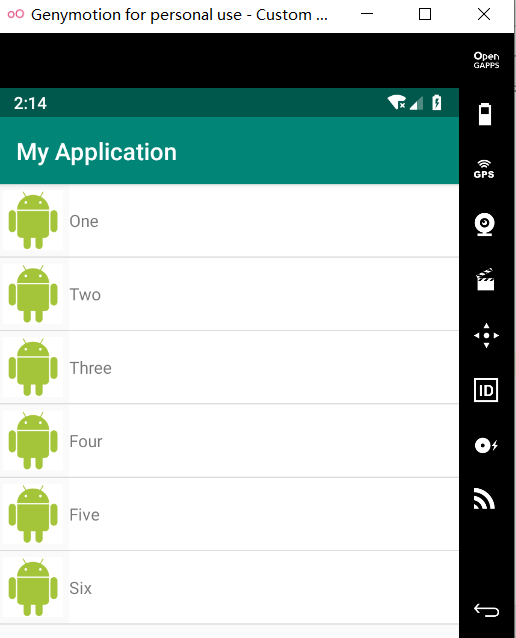 Genymotion for personal use - Custom ...
Open
GAPPS
2:14
My Application
GPS
One
Two
Three
ID
Four
Five
Six